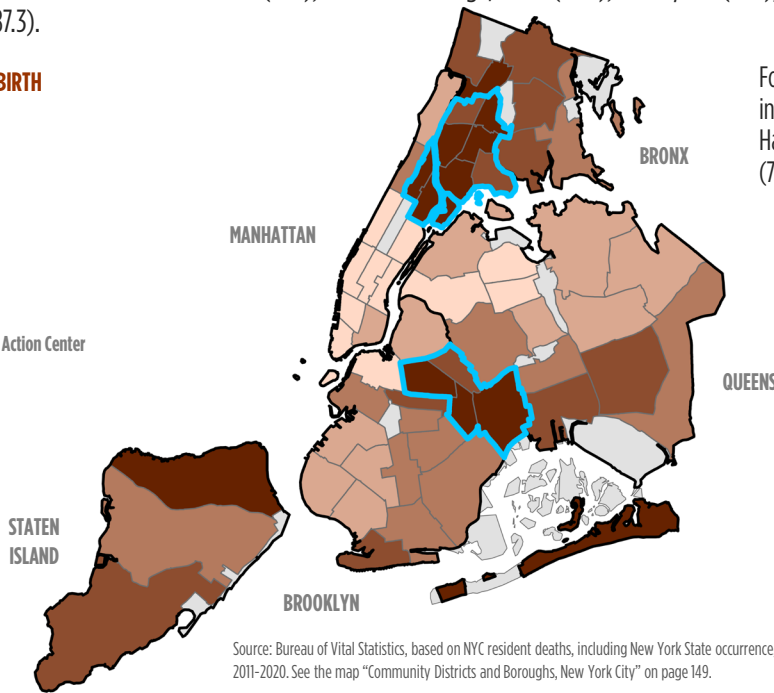 87.3).
BIRTH
Fo
in
Ha
(7
BRONX
MANHATTAN
Action Center
QUEENS
STATEN
ISLAND
BROOKLYN
Source: Bureau of Vital Statistics, based on NYC resident deaths, including New York State occurrence
2011-2020. See the map “Community Districts and Boroughs, New York City” on page 149.